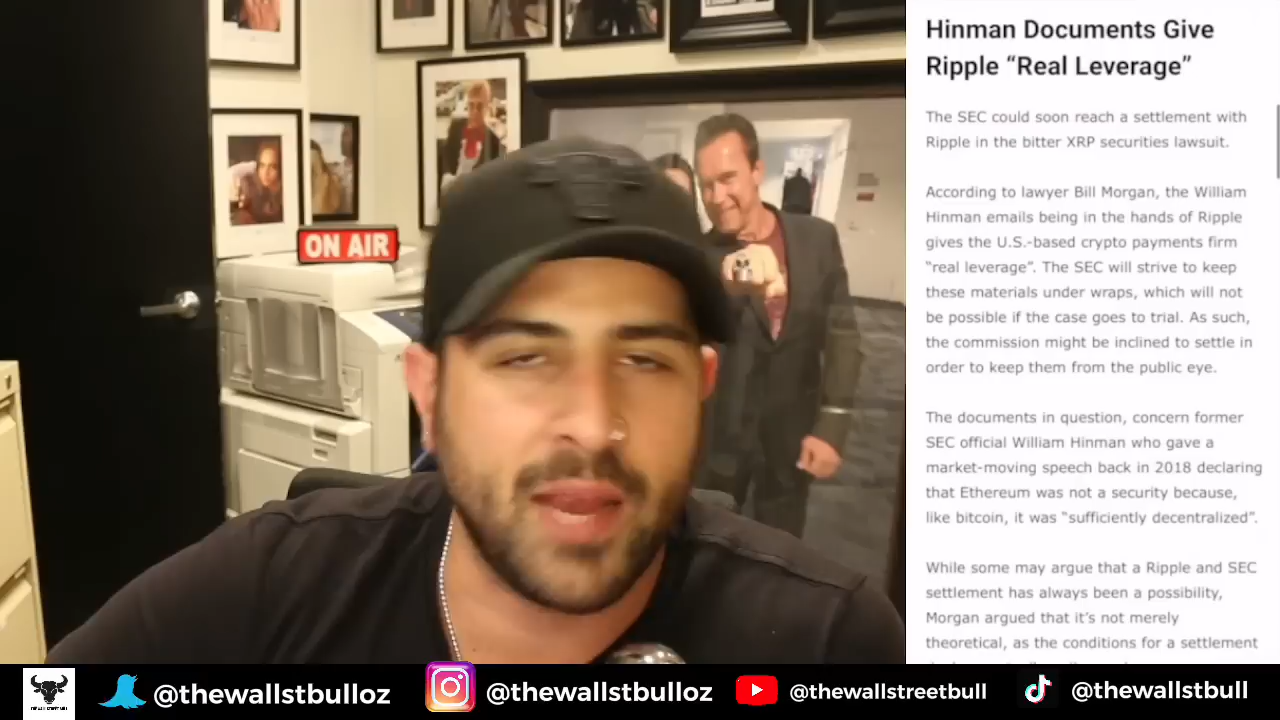 Hinman Documents Give
Ripple “Real Leverage”
The SEC could soon reach a settlement with
Ripple in the bitter XRP securities lawsuit.
According to lawyer Bill Morgan, the William
Hinman emails being in the hands of Ripple
gives the U.S.-based crypto payments firm
“real leverage”. The SEC will strive to keep
these materials under wraps, which will not
be possible if the case goes to trial. As such,
the commission might be inclined to settle in
order to keep them from the public eye.
The documents in question, concern former
SEC official William Hinman who gave a
market-moving speech back in 2018 declaring
that Ethereum was not a security because,
like bitcoin, it was “sufficiently decentralized”.
While some may argue that a Ripple and SEC
settlement has always been a possibility,
Morgan argued that it’s not merely
theoretical, as the conditions for a settlement
ON AIR
@thewallstbulloz
@thewallstbulloz
@thewallstreetbull
@thewallstbull